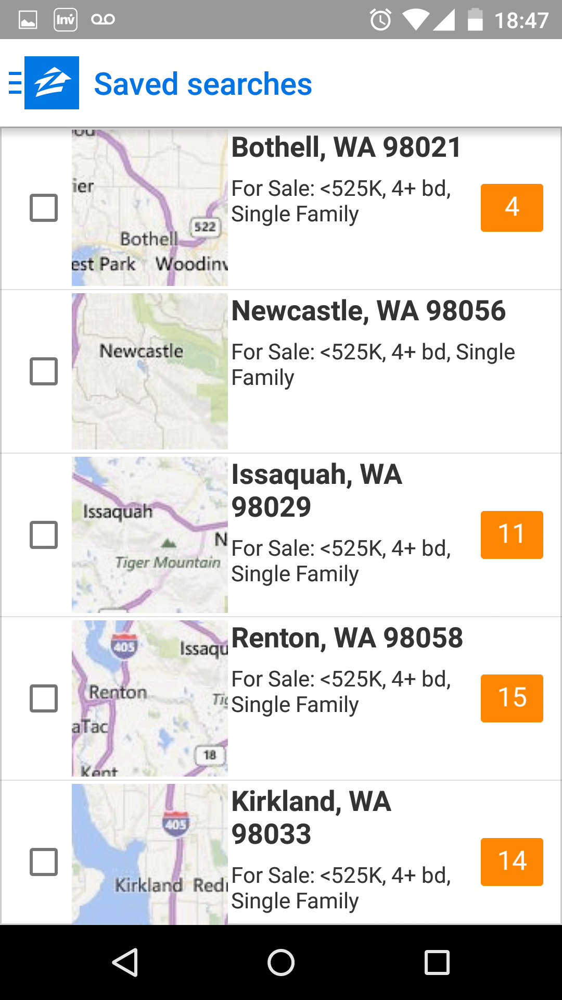 Inv
18:47
Saved searches
Bothell, WA 98021
For Sale: <525K, 4+ bd,
Single Family
4
ier
522
Bothell
est Park Woodinv
Newcastle, WA 98056
For Sale: <525K, 4+ bd, Single
Family
Newcastle
Issaquah, WA
98029
For Sale: <525K, 4+ bd,
Single Family
11
Issaquah
N
Tiger Mountain
Renton, WA 98058
For Sale: <525K, 4+ bd,
Single Family
15
405
Issaqu
Renton
Tig
aTac
18
Kent
Kirkland, WA
98033
For Sale: <525K, 4+ bd,
Single Family
14
405
Kirkland Red